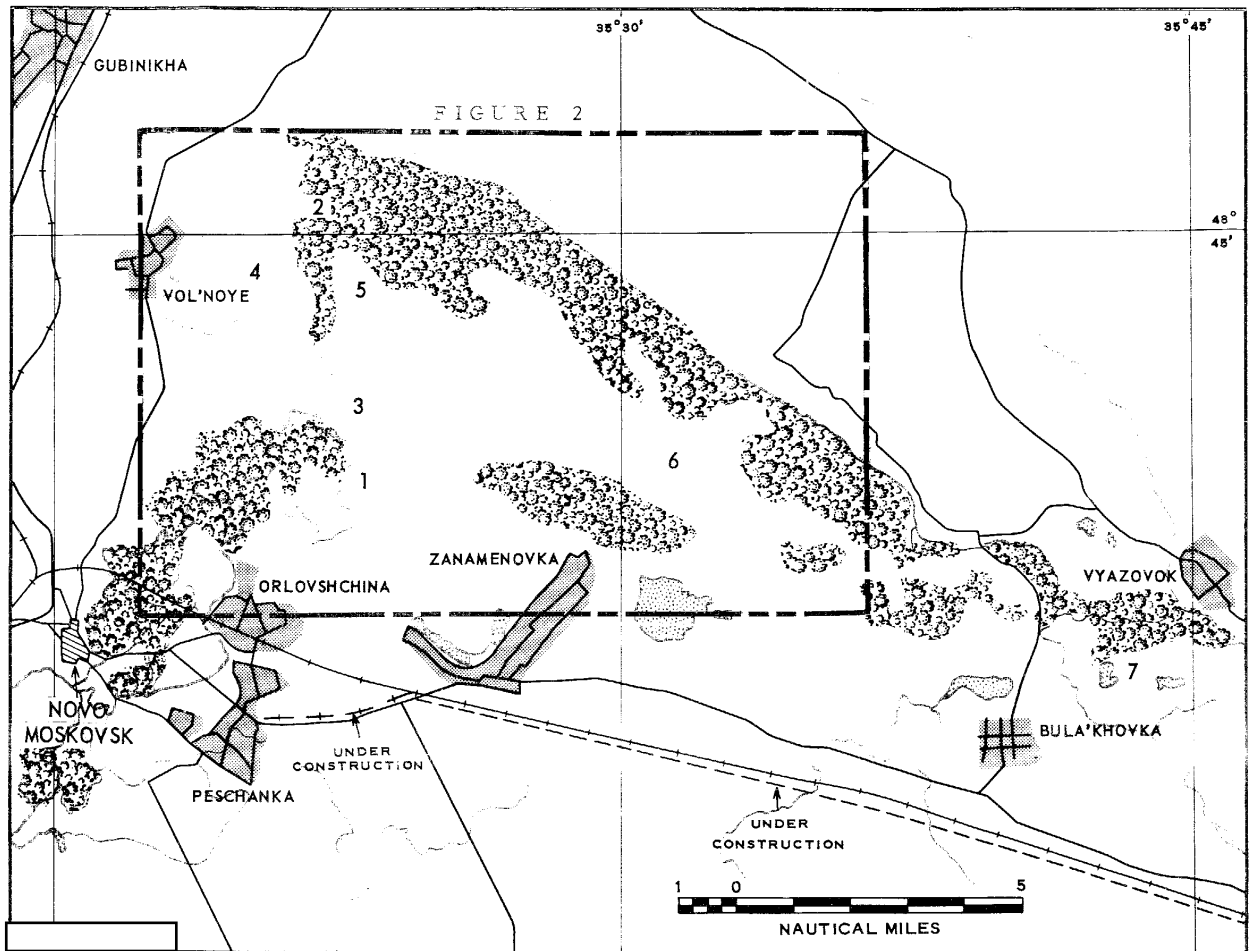 35°30'
35°45'
GUBINIKHA
FIGURE 2
2
48°
45'
4
5
VOL'NOYE
3
6
1
ZANAMENOVKA
VYAZOVOK
ORLOVSHCHINA
7
NOVO
MOSKOVSK
BULA'KHOVKA
UNDER
CONSTRUCTION
PESCHANKA
UNDER
CONSTRUCTION
1 0 5
NAUTICAL MILES